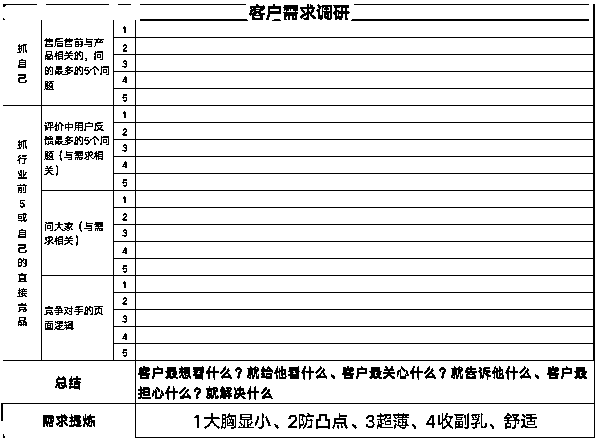 客户需求调研
抓自己
售后售前与产
品相关的，问
的最多的5个问
题
1
2
3
4
5
抓行业前5或自己的直接竞品
评价中用户反
馈最多的5个问
题（与需求相
关）
1
2
3
4
5
问大家（与需
求相关）
1
2
3
4
5
竞争对手的页
面逻辑
1
2
3
4
5
总结
客户最想看什么？就给他看什么、客户最关心什么？就告诉他什么、客户最
担心什么？就解决什么
需求提炼
1大胸显小、2防凸点、3超薄、4收副乳、舒适